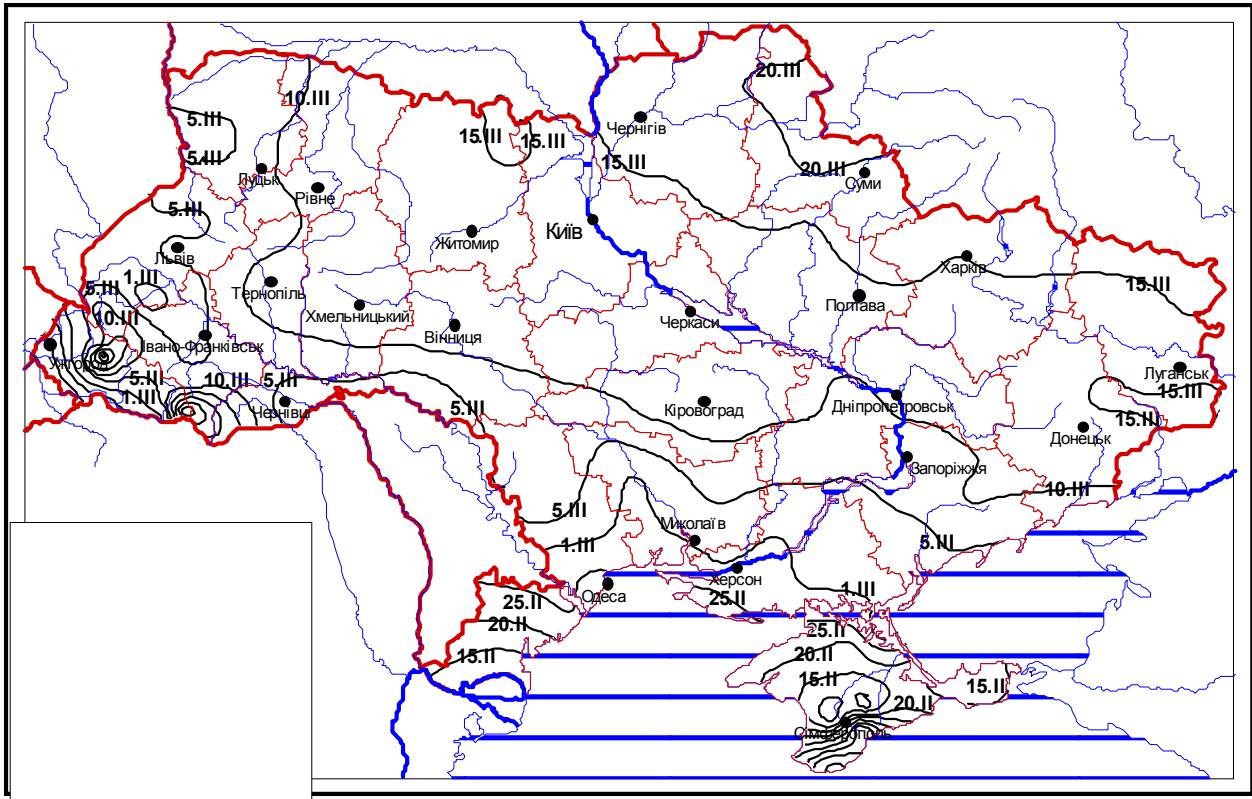 20.III
10.III
5.III
Чернігів
15.III
15.III
15.III
5.III
Луцьк
20.III
Суми
Рівне
5.III
Київ
Житомир
Львів
Харків
1.III
5.III
Тернопіль
15.III
Полтава
Хмельницький
10.III
Черкаси
Вінниця
Івано-Франківськ
Ужгород
Луганськ
5.III
10.III
5.III
15.III
1.III
Чернівці
5.III
Кіровоград
Дніпропетровськ
15.III
Донецьк
Запоріжжя
10.III
5.III
Миколаїв
1.III
5.III
Херсон
Одеса
1.III
25.II
25.II
20.II
25.II
15.II
20.II
15.II
15.II
20.II
Сімферополь